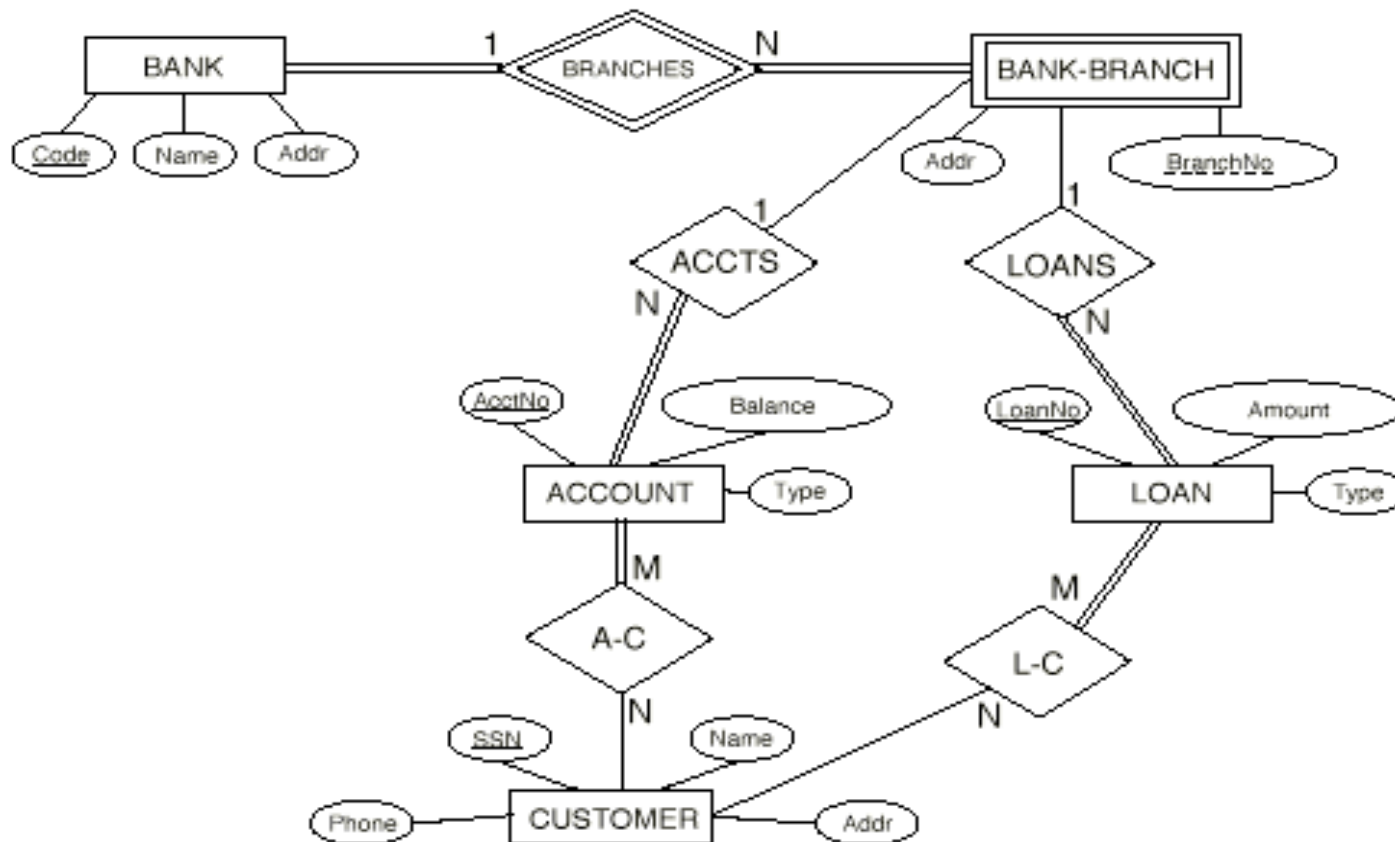 1
N
BANK
BRANCHES
BANK-BRANCH
Code
Name
Addr
Addr
BranchNo
1
1
ACCTS
LOANS
N
N
AcctNo
Balance
LoanNo
Amount
ACCOUNT
Type
LOAN
Type
M
M
A-C
L-C
N
N
SSN
Name
Phone
CUSTOMER
Addr